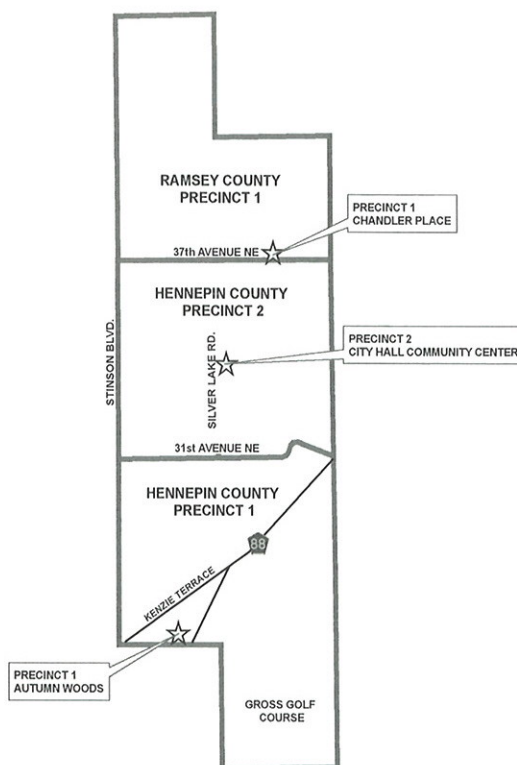 RAMSEY COUNTY
PRECINCT 1
PRECINCT 1
CHANDLER PLACE
37th AVENUE NE
HENNEPIN COUNTY
PRECINCT 2
STINSON BLVD.
SILVER LAKE RD.
PRECINCT 2
CITY HALL COMMUNITY CENTER
31st AVENUE NE
HENNEPIN COUNTY
PRECINCT 1
88
KENZIE TERRACE
PRECINCT 1
AUTUMN WOODS
GROSS GOLF
COURSE